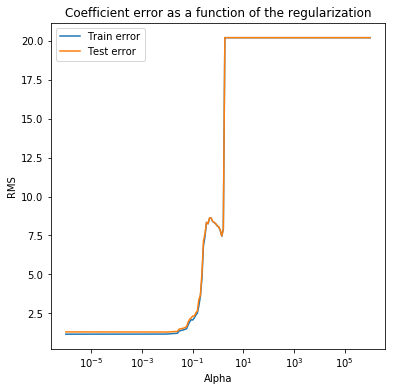 Coefficient error as a function of the regularization
Train error
Test error
20.0
17.5
15.0
12.5
10.0
7.5
5.0
2.5
RMS
10⁻⁵
10⁻³
10⁻¹
10¹
10³
10⁵
Alpha